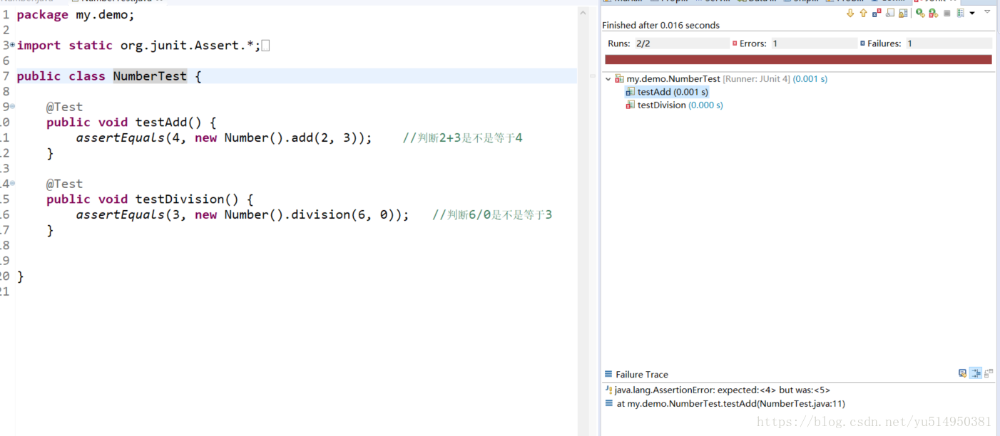 NumberTest.java
1 package my.demo;
2
3 import static org.junit.Assert.*;
6
7 public class NumberTest {
8
9 @Test
10 public void testAdd() {
11 assertEquals(4, new Number().add(2, 3)); //判断2+3是不是等于4
12 }
13
14 @Test
15 public void testDivision() {
16 assertEquals(3, new Number().division(6, 0)); //判断6/0是不是等于3
17 }
18
19
20 }
21
Finished after 0.016 seconds
Runs: 2/2 Errors: 1 Failures: 1
my.demo.NumberTest [Runner: JUnit 4] (0.001 s)
testAdd (0.001 s)
testDivision (0.000 s)
Failure Trace
java.lang.AssertionError: expected:<4> but was:<5>
at my.demo.NumberTest.testAdd(NumberTest.java:11)
https://blog.csdn.net/yu514950381